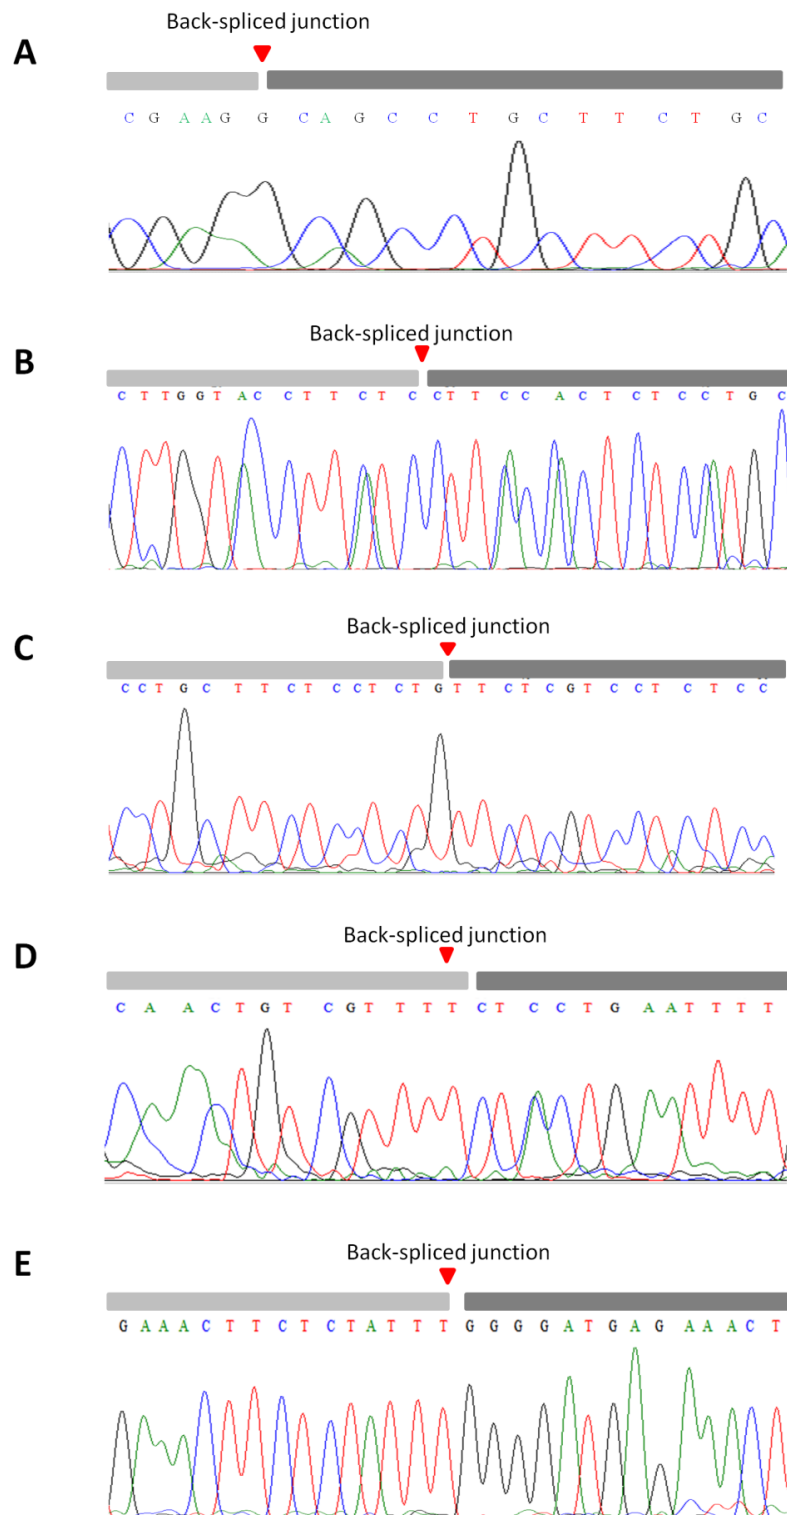 Back-spliced junction
A
C G A A G G C A G C C T G C T T C T G C
Back-spliced junction
B
C T T G G T A C C T T C T C C T T C C A C T C T C C T G C
Back-spliced junction
C
C C T G C T T C T C C T C T G T T C T C G T C C T C T C C
Back-spliced junction
D
C A A C T G T C G T T T T C T C C T G A A T T T T
Back-spliced junction
E
G A A A C T T C T C T A T T T G G G G A T G A G A A A C T